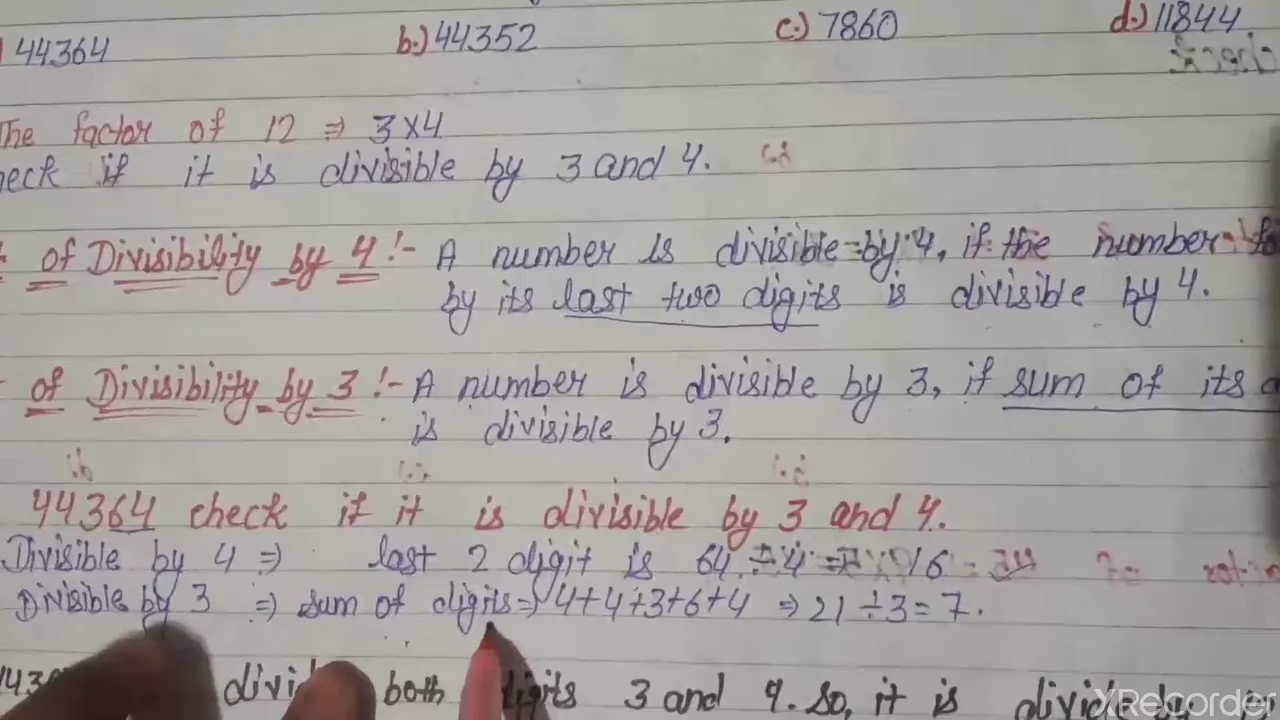 44364 b.) 44352 c.) 7860 d.) 11844
The factor of 12 ⇒ 3×4
heck if it is divisible by 3 and 4.
of Divisibility by 4 :- A number is divisible by 4, if the number
by its last two digits is divisible by 4.
of Divisibility by 3 :- A number is divisible by 3, if sum of its
is divisible by 3.
44364 check if it is divisible by 3 and 4.
Divisible by 4 ⇒ last 2 digit is 64 ÷ 4 ⇒ 16
Divisible by 3 ⇒ sum of digits ⇒ 4+4+3+6+4 ⇒ 21 ÷ 3 = 7.
both digits 3 and 4. So, it is
XRecorder